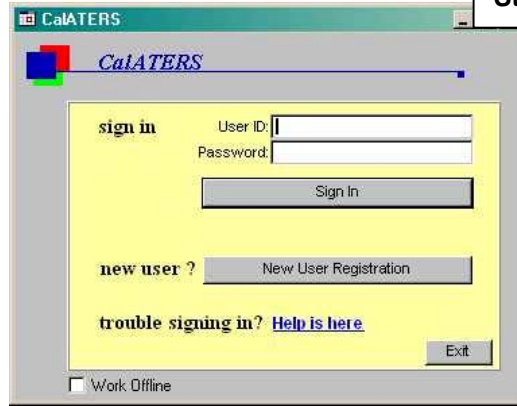 CalATERS
CalATERS
sign in
User ID:
Password:
Sign In
new user ?
New User Registration
trouble signing in? Help is here
Exit
Work Offline